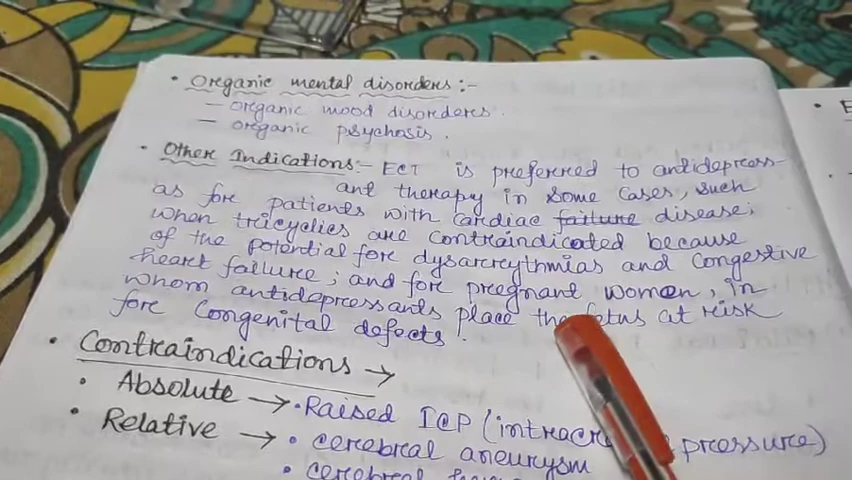 • Organic mental disorders:-
– organic mood disorders.
– organic psychosis.
• Other Indications:- ECT is preferred to antidepress-
ant therapy in some cases, such
as for patients with cardiac failure disease;
when tricyclies are contraindicated because
of the potential for dysarrythmias and congestive
heart failure; and for pregnant women, in
whom antidepressants place the fetus at risk
for congenital defects.
• Contraindications →
• Absolute → • Raised ICP (intracr pressure)
• Relative → • cerebral aneurysm
• cerebral